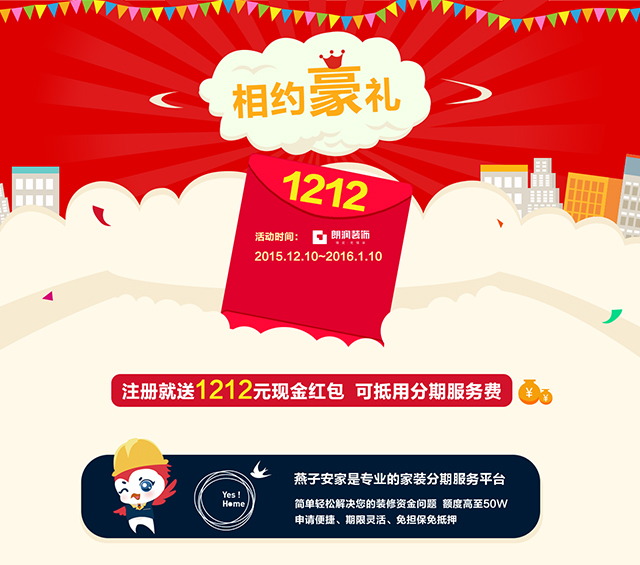 相约豪礼
1212
活动时间：
朗润装饰
2015.12.10~2016.1.10
注册就送1212元现金红包 可抵用分期服务费
Yes！
Home
燕子安家是专业的家装分期服务平台
简单轻松解决您的装修资金问题 额度高至50W
申请便捷、期限灵活、免担保免抵押